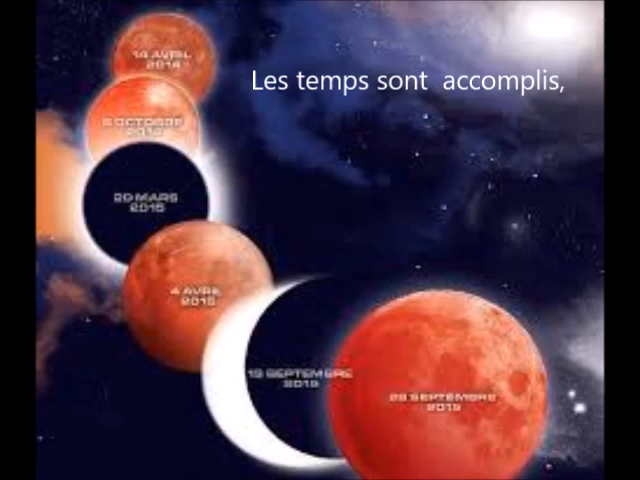 Les temps sont  accomplis,
14 AVRIL
2014
8 OCTOBRE
2014
20 MARS
2015
4 AVRIL
2015
13 SEPTEMBRE
2015
28 SEPTEMBRE
2015